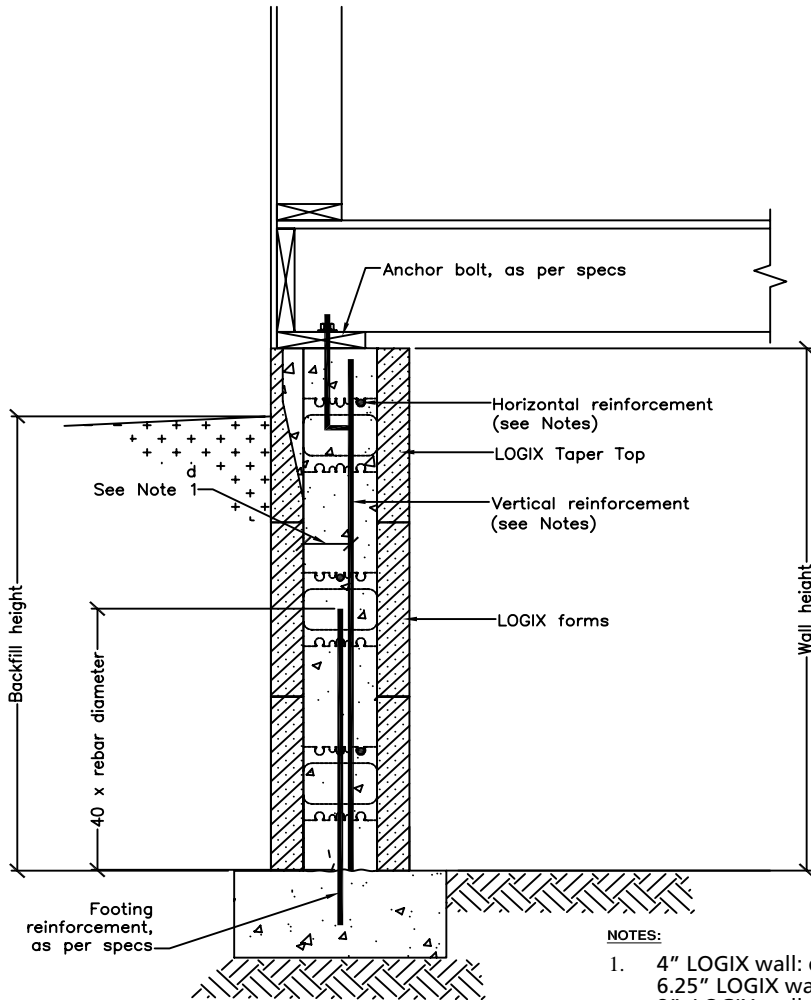 Anchor bolt, as per specs
Horizontal reinforcement
(see Notes)
LOGIX Taper Top
d
See Note 1
Vertical reinforcement
(see Notes)
LOGIX forms
Backfill height
40 x rebar diameter
Wall height
Footing
reinforcement,
as per specs
NOTES:
1. 4” LOGIX wall:
6.25” LOGIX